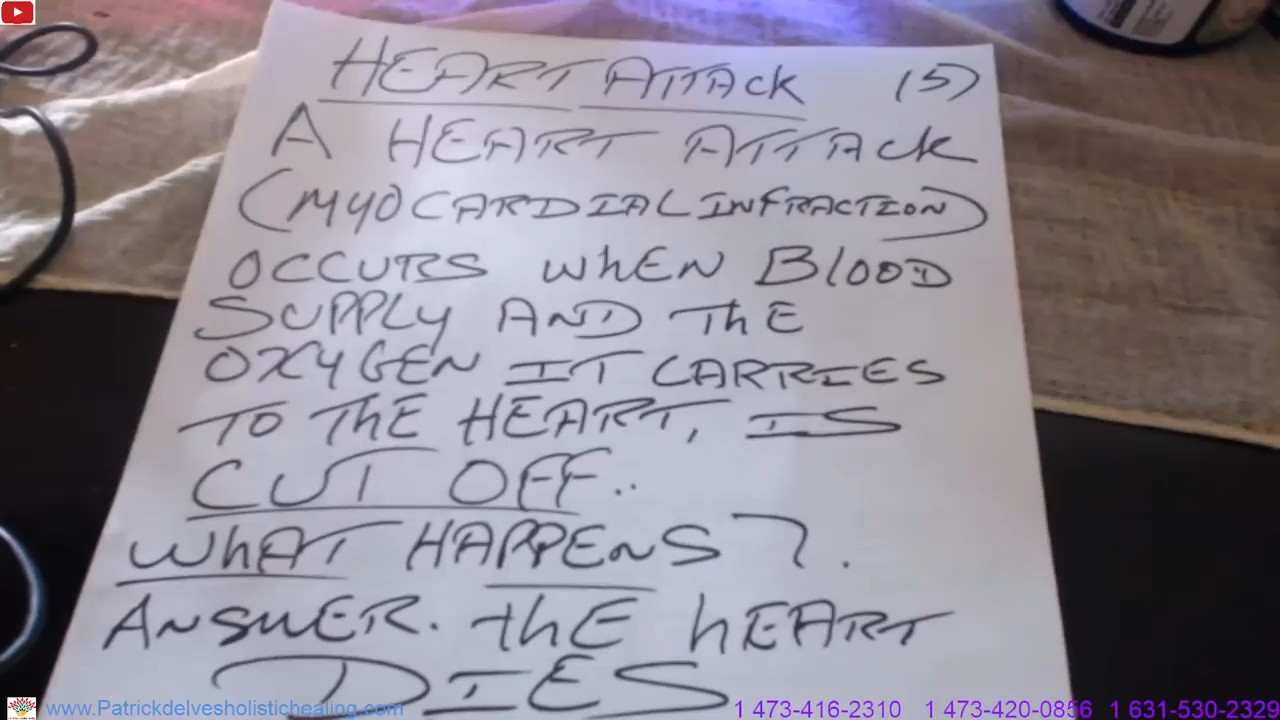 HEART ATTACK (5)
A HEART ATTACK
(MYOCARDIAL INFRACTION)
OCCURS WHEN BLOOD
SUPPLY AND THE
OXYGEN IT CARRIES
TO THE HEART, IS
CUT OFF..
WHAT HAPPENS?.
ANSWER. THE HEART
DIES
www.Patrickdelvesholistichealing.com 1 473-416-2310 1 473-420-0856 1 631-530-2329